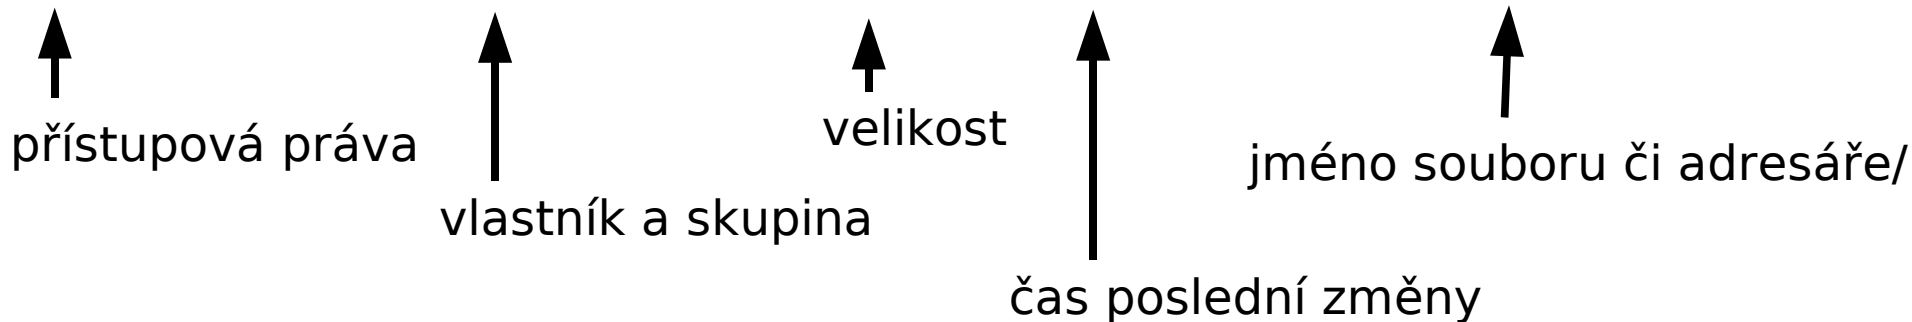 přístupová práva
vlastník a skupina
velikost
čas poslední změny
jméno souboru či adresáře/